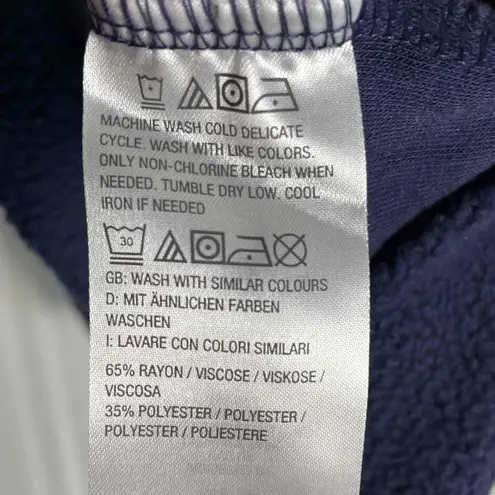 MACHINE WASH COLD DELICATE
CYCLE. WASH WITH LIKE COLORS.
ONLY NON-CHLORINE BLEACH WHEN
NEEDED. TUMBLE DRY LOW. COOL
IRON IF NEEDED
30
GB: WASH WITH SIMILAR COLOURS
D: MIT ÄHNLICHEN FARBEN
WASCHEN
I: LAVARE CON COLORI SIMILARI
65% RAYON / VISCOSE / VISKOSE /
VISCOSA
35% POLYESTER / POLYESTER /
POLYESTER / POLIESTERE